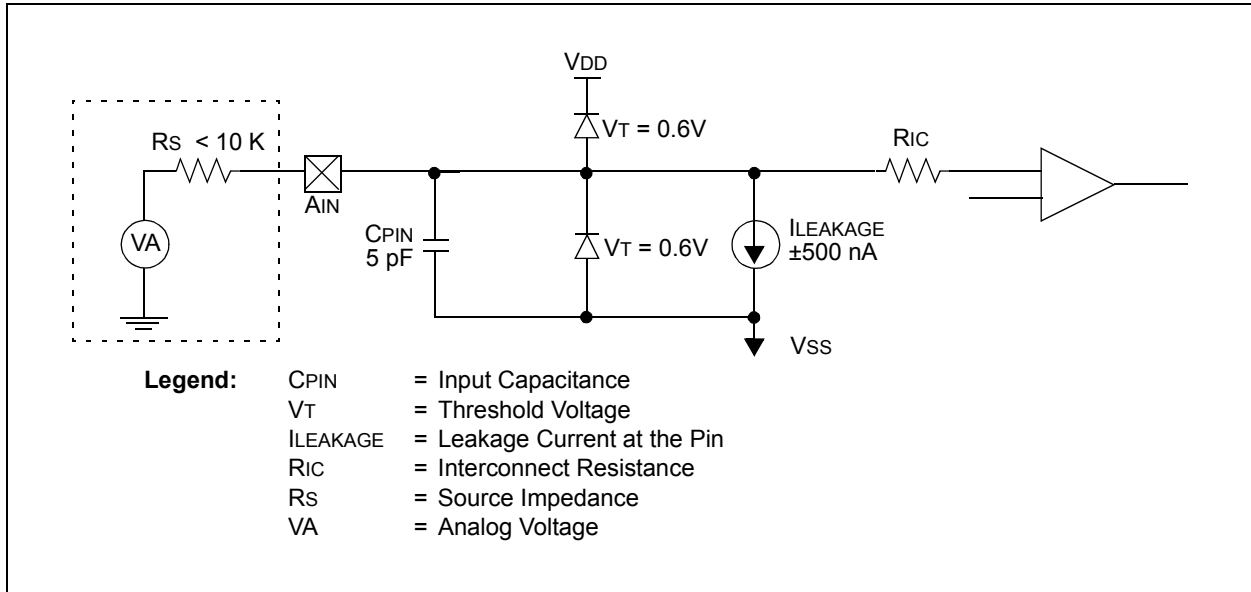 VDD
VT = 0.6V
RS < 10 K
RIC
AIN
VA
CPIN
5 pF
VT = 0.6V
ILEAKAGE
±500 nA
VSS
Legend: CPIN = Input Capacitance
VT = Threshold Voltage
ILEAKAGE = Leakage Current at the Pin
RIC = Interconnect Resistance
RS = Source Impedance
VA = Analog Voltage